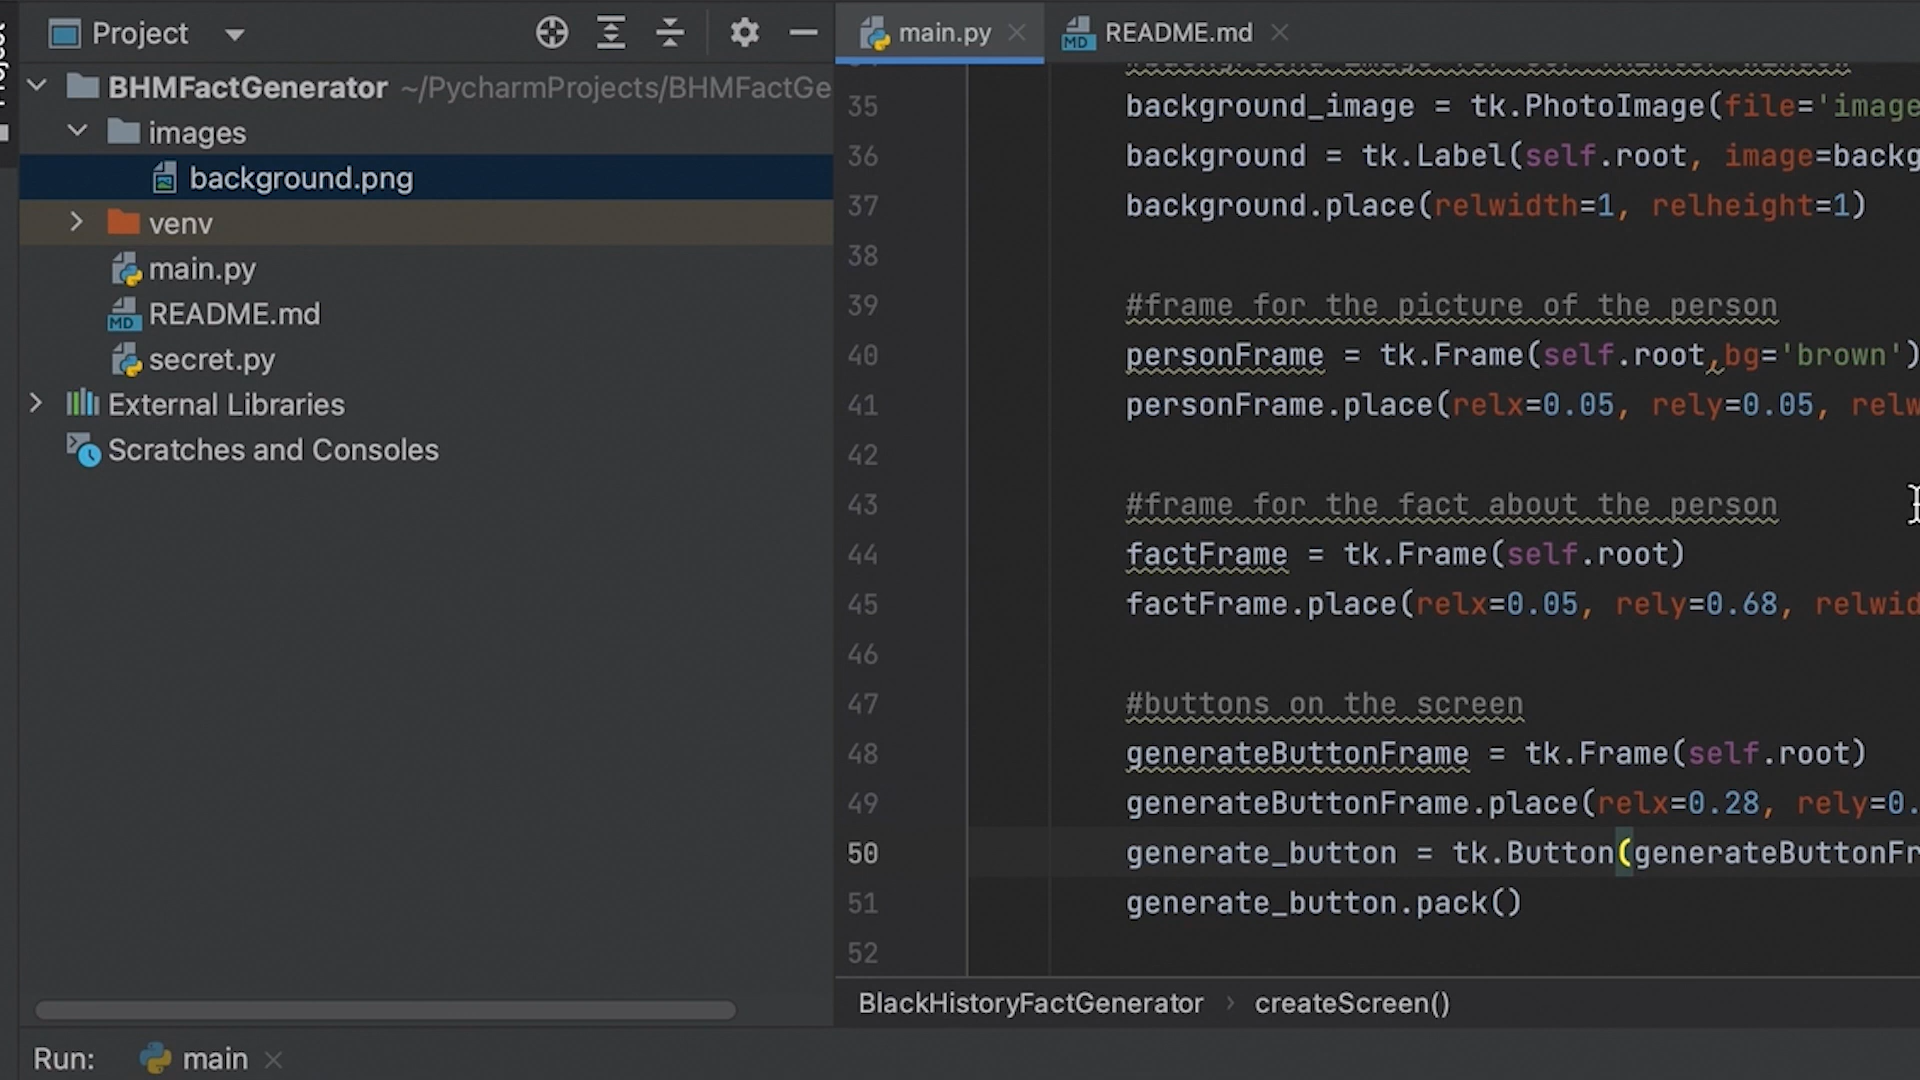 Project
BHMFactGenerator ~/PycharmProjects/BHMFactGe
images
background.png
venv
main.py
README.md
secret.py
External Libraries
Scratches and Consoles
main.py
README.md
#background image for our Tkinter window
35 background_image = tk.PhotoImage(file='image
36 background = tk.Label(self.root, image=backg
37 background.place(relwidth=1, relheight=1)
38
39 #frame for the picture of the person
40 personFrame = tk.Frame(self.root,bg='brown')
41 personFrame.place(relx=0.05, rely=0.05, relw
42
43 #frame for the fact about the person
44 factFrame = tk.Frame(self.root)
45 factFrame.place(relx=0.05, rely=0.68, relwid
46
47 #buttons on the screen
48 generateButtonFrame = tk.Frame(self.root)
49 generateButtonFrame.place(relx=0.28, rely=0.
50 generate_button = tk.Button(generateButtonFr
51 generate_button.pack()
52
BlackHistoryFactGenerator › createScreen()
Run: main